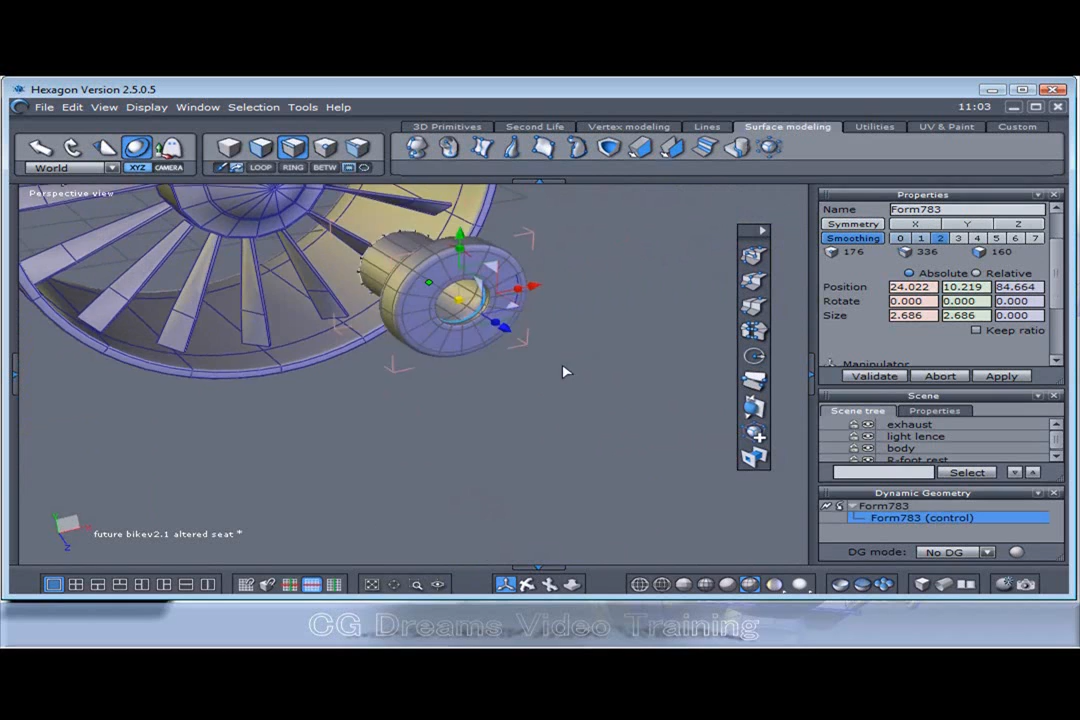 Hexagon Version 2.5.0.5
File Edit View Display Window Selection Tools Help 11:03
3D Primitives Second Life Vertex modeling Lines Surface modeling Utilities UV & Paint Custom
World XYZ CAMERA LOOP RING BETW
Perspective view
Properties
Name Form783
Symmetry X Y Z
Smoothing 0 1 2 3 4 5 6 7
176 336 160
Absolute Relative
Position 24.022 10.219 84.664
Rotate 0.000 0.000 0.000
Size 2.686 2.686 0.000
Keep ratio
Manipulator
Validate Abort Apply
Scene
Scene tree Properties
exhaust
light lence
body
R-foot rest
Select
Dynamic Geometry
Form783
Form783 (control)
DG mode: No DG
X
Z
future bikev2.1 altered seat *
CG Dreams Video Training